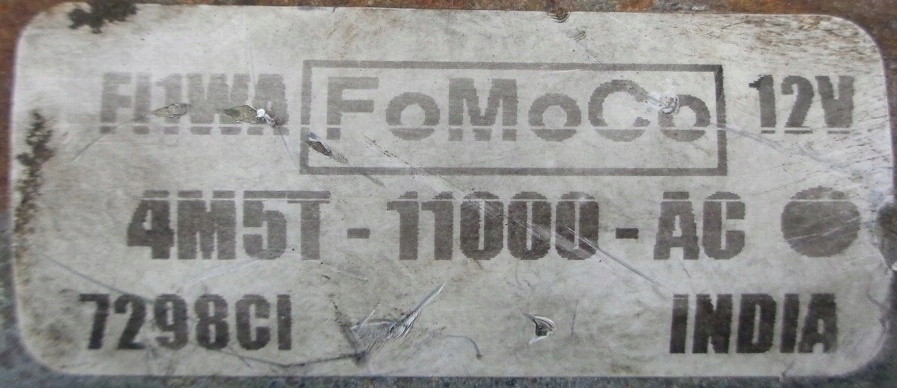 FoMoCo 12V
4M5T-11000-AC
7298CI INDIA